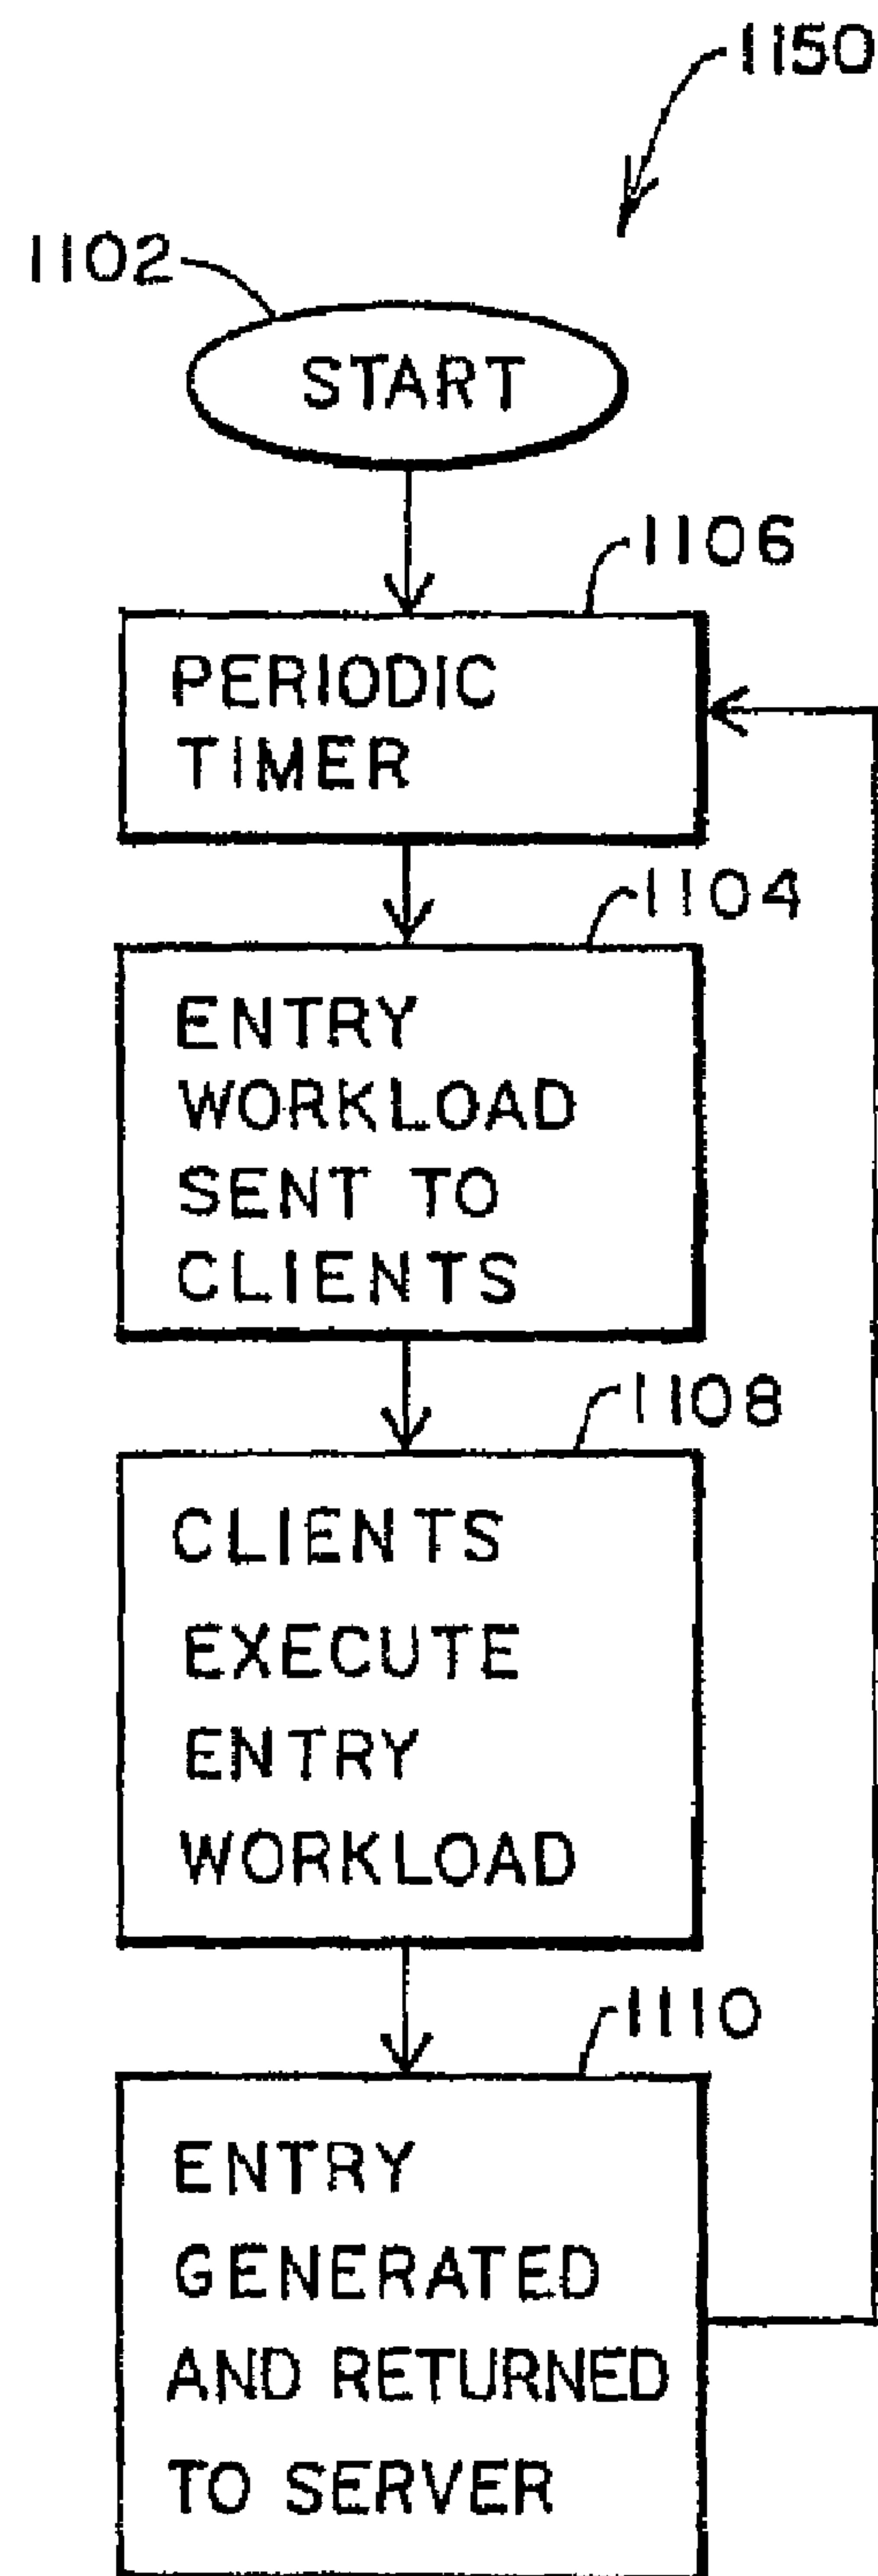 1150
1102
START
1106
PERIODIC
TIMER
1104
ENTRY
WORKLOAD
SENT TO
CLIENTS
1108
CLIENTS
EXECUTE
ENTRY
WORKLOAD
1110
ENTRY
GENERATED
AND RETURNED
TO SERVER